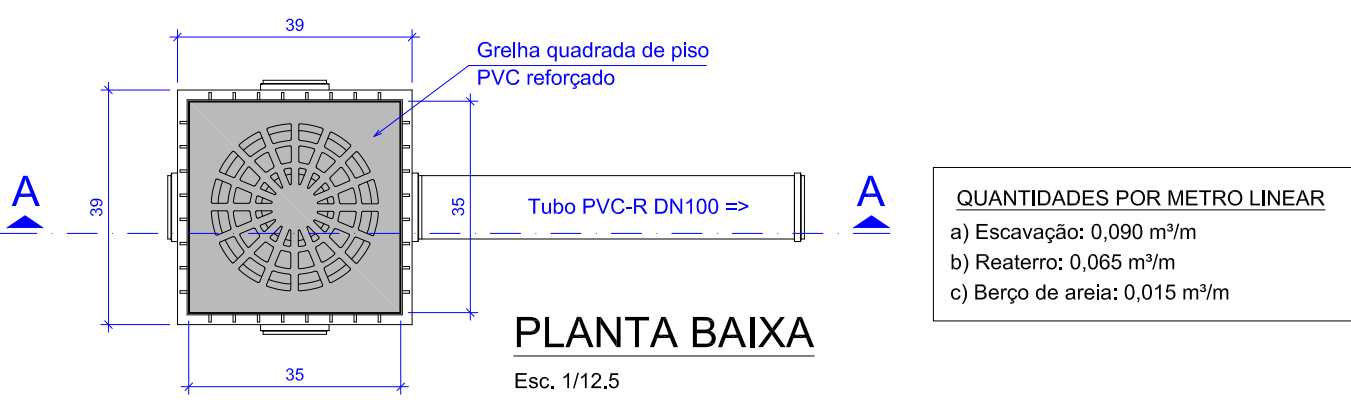 39
Grelha quadrada de piso
PVC reforçado
A
39
35
Tubo PVC-R DN100 =>
A
35
PLANTA BAIXA
Esc. 1/12.5
QUANTIDADES POR METRO LINEAR
a) Escavação: 0,090 m³/m
b) Reaterro: 0,065 m³/m
c) Berço de areia: 0,015 m³/m